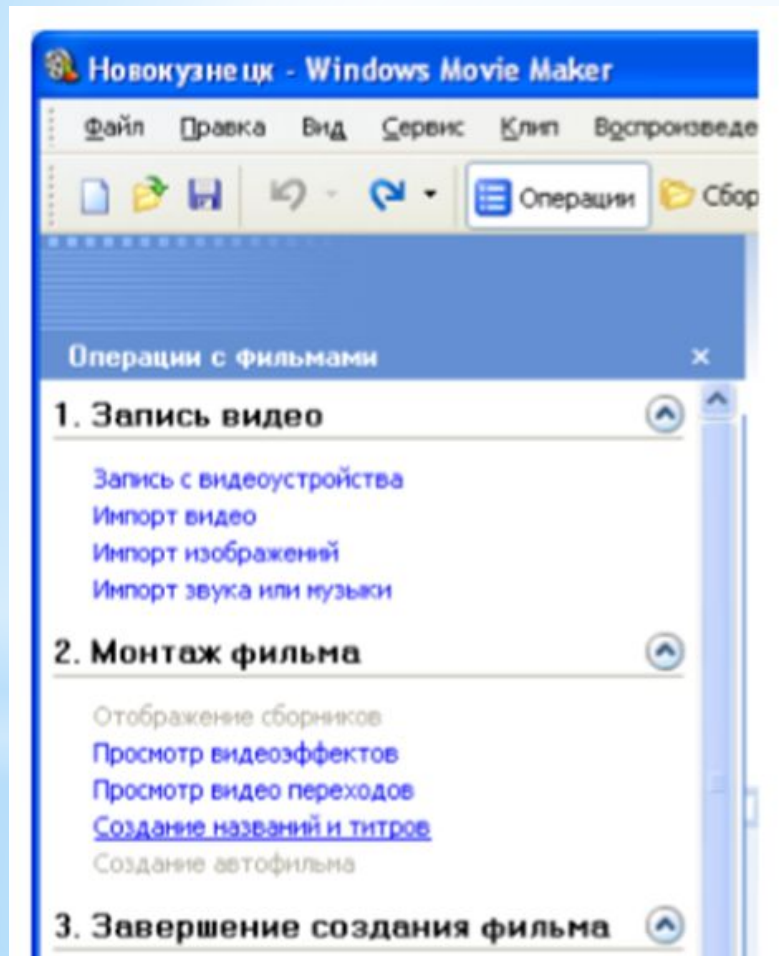 Новокузнецк - Windows Movie Maker
Файл Правка Вид Сервис Клип Воспроизведе
Операции Сбор
Операции с фильмами
1. Запись видео
Запись с видеоустройства
Импорт видео
Импорт изображений
Импорт звука или музыки
2. Монтаж фильма
Отображение сборников
Просмотр видеоэффектов
Просмотр видео переходов
Создание названий и титров
Создание автофильма
3. Завершение создания фильма